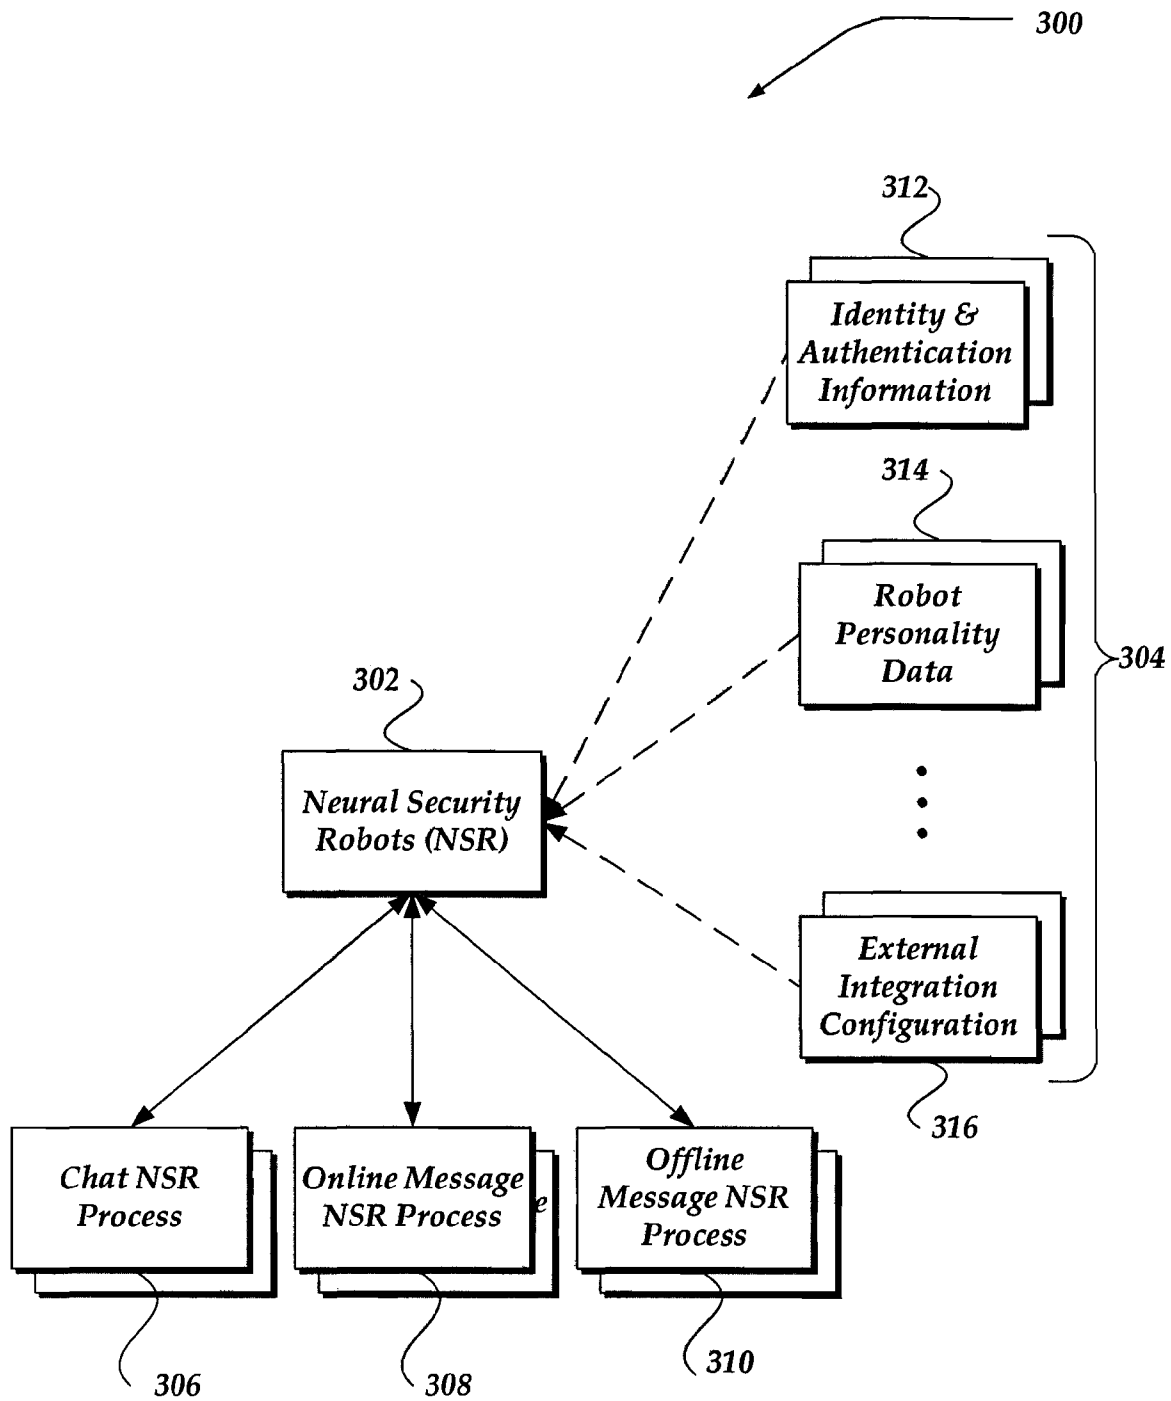 300
312
Identity &
Authentication
Information
314
Robot
Personality
Data
304
302
Neural Security
Robots (NSR)
External
Integration
Configuration
316
Chat NSR
Process
Online Message
NSR Process
e
Offline
Message NSR
Process
306
308
310